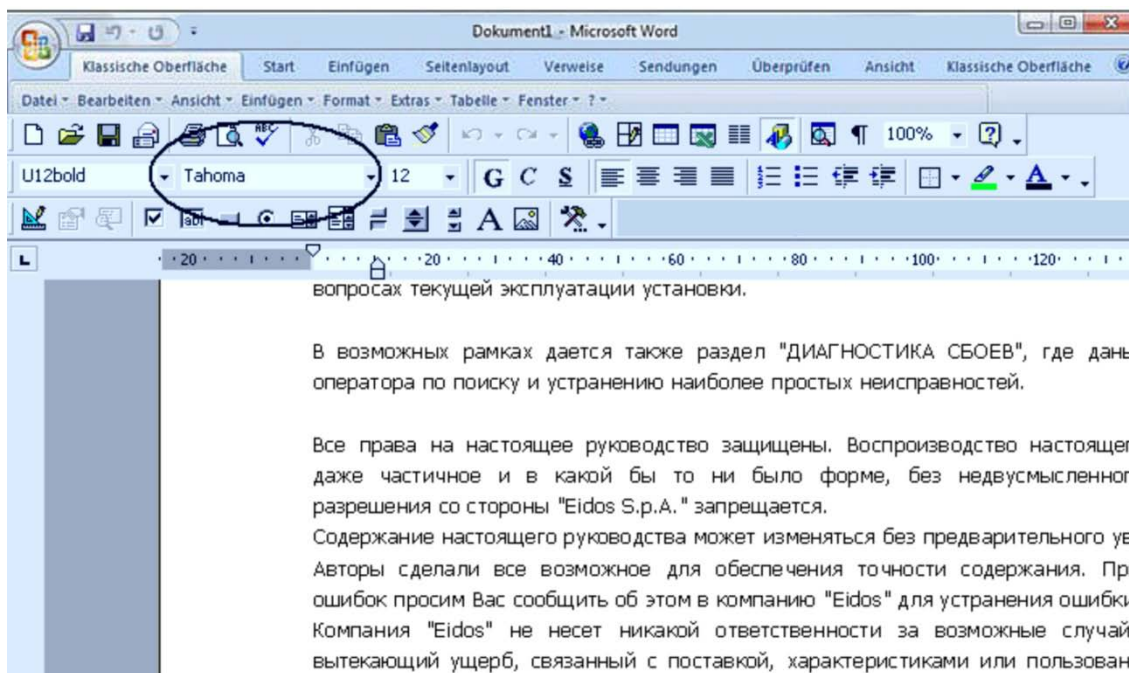 Dokument1 - Microsoft Word
Klassische Oberfläche Start Einfügen Seitenlayout Verweise Sendungen Überprüfen Ansicht Klassische Oberfläche
Datei Bearbeiten Ansicht Einfügen Format Extras Tabelle Fenster ?
ABC 100%
U12bold Tahoma 12 G C S A
abl A
L 20 20 40 60 80 100 120
вопросах текущей эксплуатации установки.
В возможных рамках дается также раздел "ДИАГНОСТИКА СБОЕВ", где даны
оператора по поиску и устранению наиболее простых неисправностей.
Все права на настоящее руководство защищены. Воспроизводство настоящег
даже частичное и в какой бы то ни было форме, без недвусмысленног
разрешения со стороны "Eidos S.p.A." запрещается.
Содержание настоящего руководства может изменяться без предварительного ув
Авторы сделали все возможное для обеспечения точности содержания. Пр
ошибок просим Вас сообщить об этом в компанию "Eidos" для устранения ошибки
Компания "Eidos" не несет никакой ответственности за возможные случай
вытекающий ущерб, связанный с поставкой, характеристиками или пользован